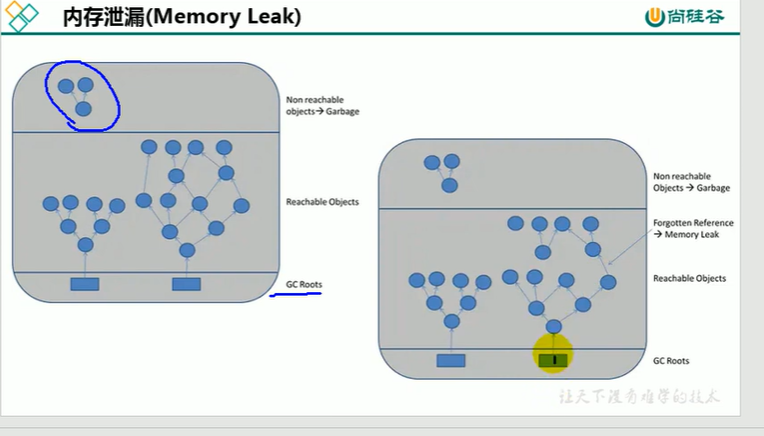 内存泄漏(Memory Leak)
尚硅谷
Non reachable
objects→ Garbage
Reachable Objects
GC Roots
Non reachable
Objects → Garbage
Forgotten Reference
→ Memory Leak
Reachable Objects
GC Roots
让天下没有难学的技术